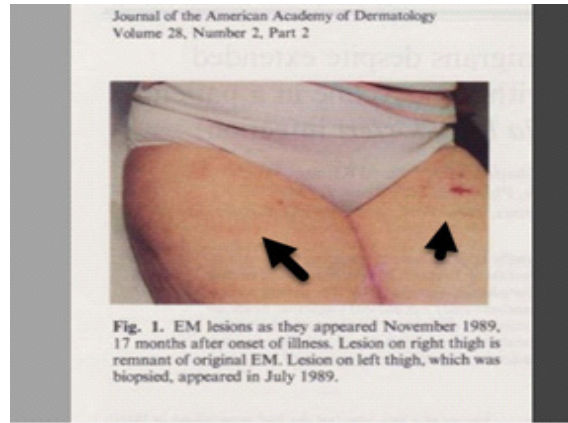 Journal of the American Academy of Dermatology
Volume 28, Number 2, Part 2
Fig. 1. EM lesions as they appeared November 1989,
17 months after onset of illness. Lesion on right thigh is
remnant of original EM. Lesion on left thigh, which was
biopsied, appeared in July 1989.